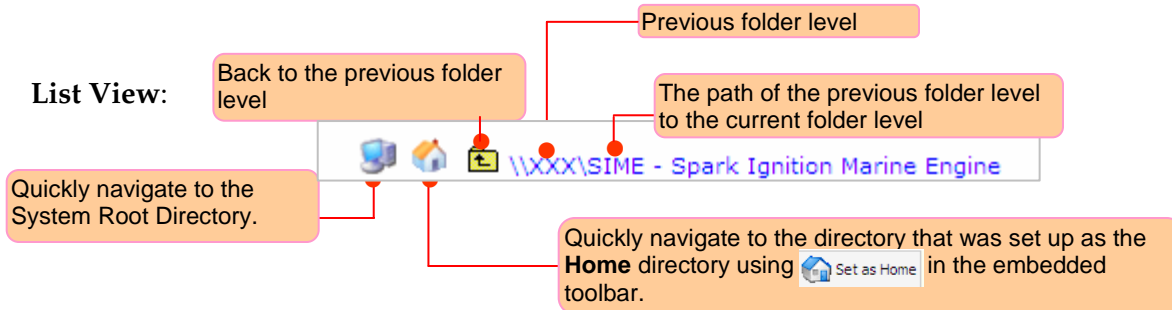 Previous folder level
List View:
Back to the previous folder
level
The path of the previous folder level
to the current folder level
\\XXX\SIME - Spark Ignition Marine Engine
Quickly navigate to the
System Root Directory.
Quickly navigate to the directory that was set up as the
Home directory using Set as Home in the embedded
toolbar.